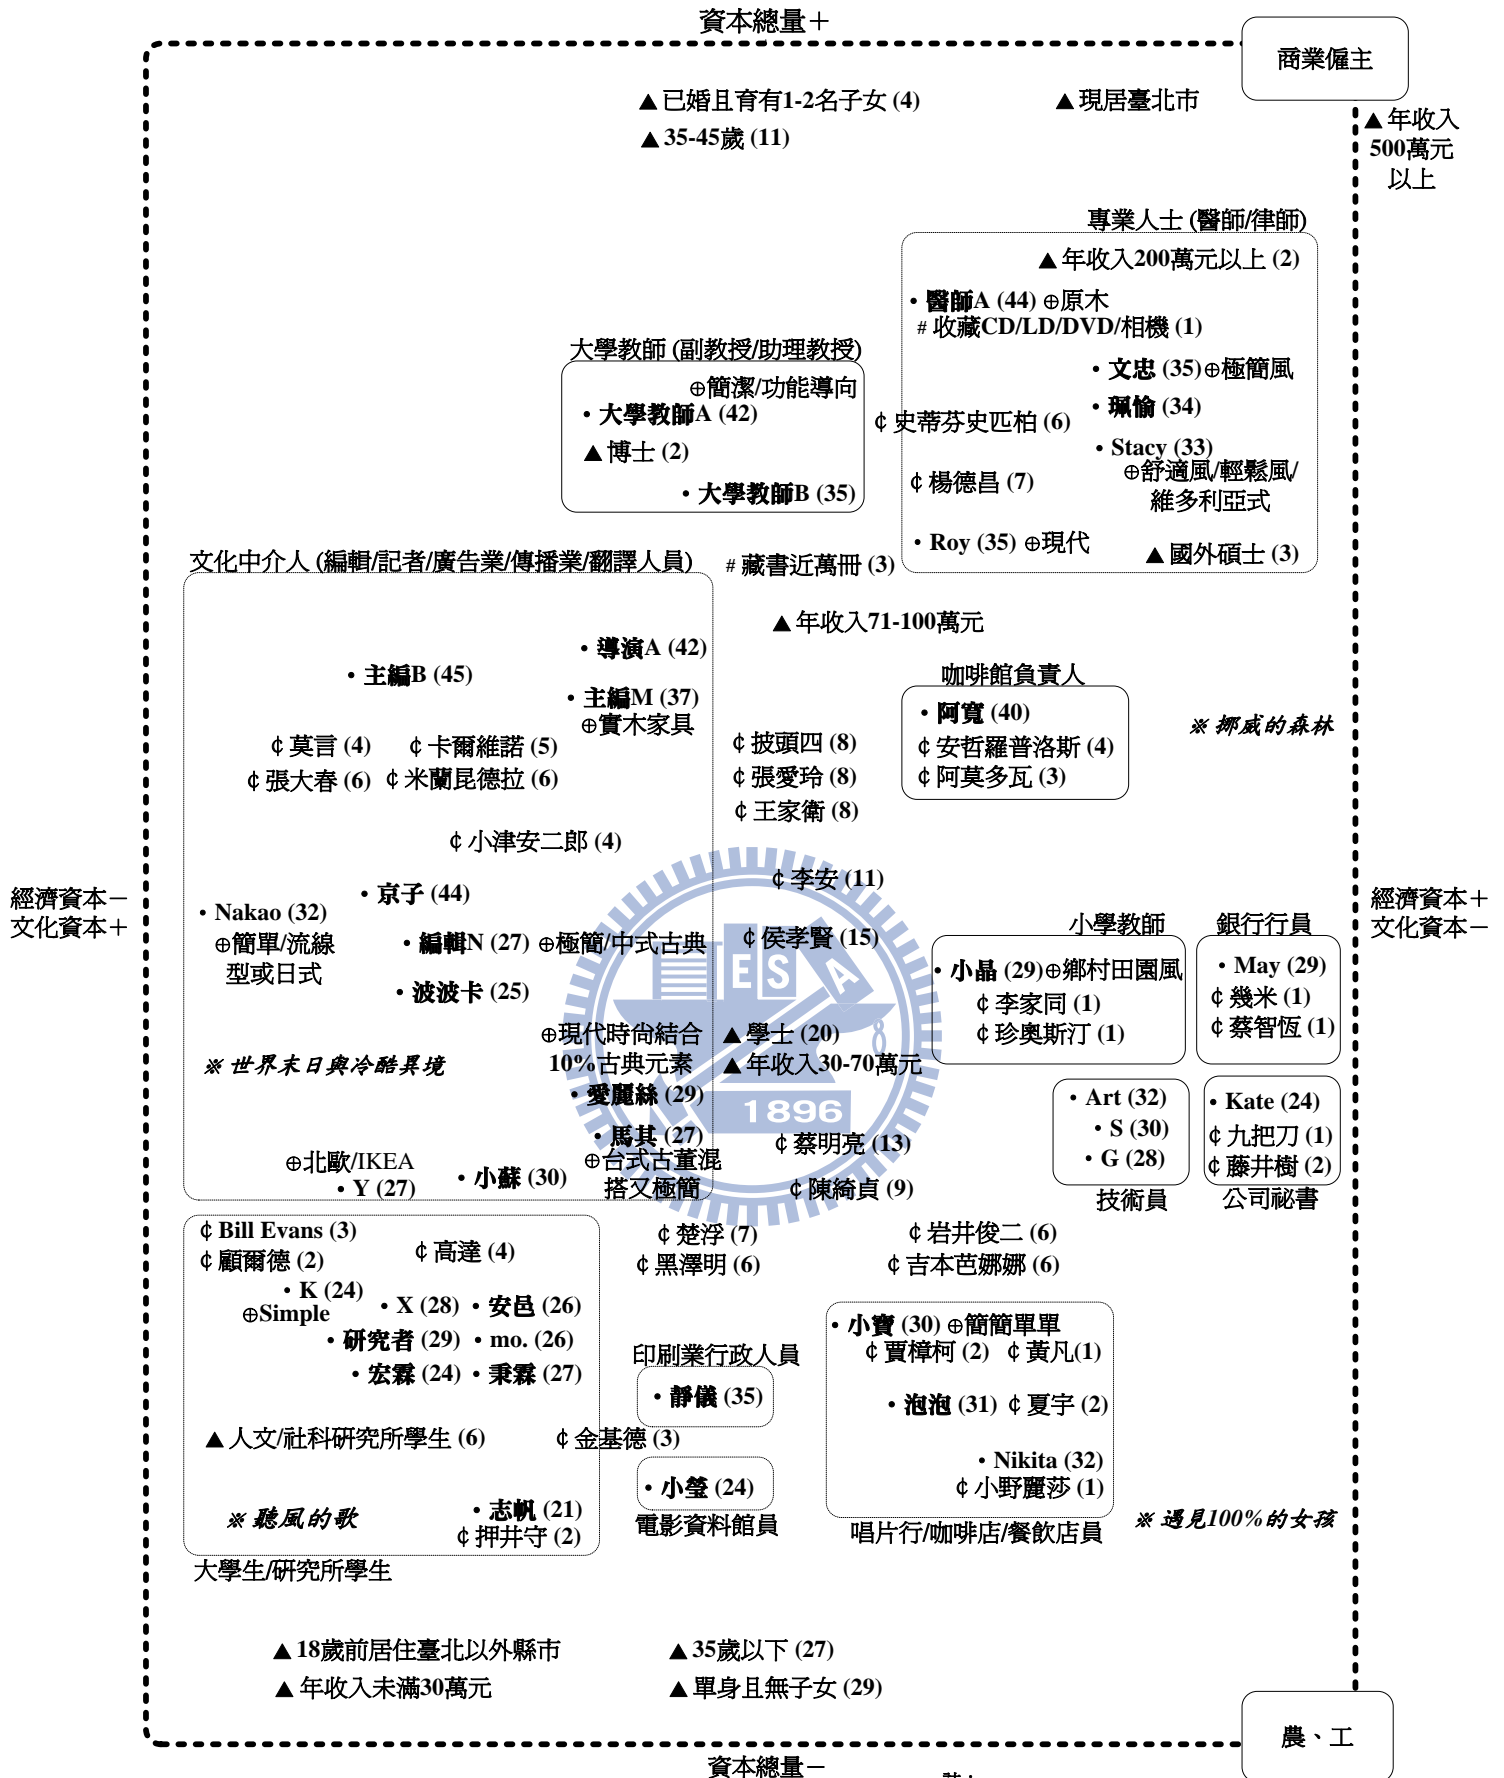 資本總量＋
商業僱主
▲已婚且育有1-2名子女 (4)
▲現居臺北市
▲35-45歲 (11)
▲年收入
500萬元
以上
專業人士 (醫師/律師)
▲年收入200萬元以上 (2)
・醫師A (44) ⊕原木
# 收藏CD/LD/DVD/相機 (1)
大學教師 (副教授/助理教授)
⊕簡潔/功能導向
・文忠 (35)⊕極簡風
・大學教師A (42)
・珮愉 (34)
¢史蒂芬史匹柏 (6)
▲博士 (2)
・Stacy (33)
⊕舒適風/輕鬆風/
維多利亞式
・大學教師B (35)
¢楊德昌 (7)
・Roy (35) ⊕現代
▲國外碩士 (3)
文化中介人 (編輯/記者/廣告業/傳播業/翻譯人員)
# 藏書近萬冊 (3)
▲年收入71-100萬元
・導演A (42)
・主編B (45)
咖啡館負責人
・主編M (37)
⊕實木家具
・阿寬 (40)
※挪威的森林
¢莫言 (4)
¢卡爾維諾 (5)
¢披頭四 (8)
¢安哲羅普洛斯 (4)
¢張大春 (6)
¢米蘭昆德拉 (6)
¢張愛玲 (8)
¢阿莫多瓦 (3)
¢王家衛 (8)
¢小津安二郎 (4)
¢李安 (11)
經濟資本－
文化資本＋
經濟資本＋
文化資本－
・京子 (44)
・Nakao (32)
⊕簡單/流線
型或日式
・編輯N (27) ⊕極簡/中式古典
¢侯孝賢 (15)
小學教師
銀行行員
・小晶 (29)⊕鄉村田園風
・May (29)
・波波卡 (25)
¢李家同 (1)
¢幾米 (1)
E S A
¢珍奧斯汀 (1)
¢蔡智恆 (1)
⊕現代時尚結合
10%古典元素
▲學士 (20)
▲年收入30-70萬元
※世界末日與冷酷異境
・愛麗絲 (29)
1896
・Art (32)
・Kate (24)
・S (30)
¢九把刀 (1)
・G (28)
¢藤井樹 (2)
技術員
公司祕書
・馬其 (27)
⊕台式古董混
搭又極簡
¢蔡明亮 (13)
⊕北歐/IKEA
・Y (27)
・小蘇 (30)
¢陳綺貞 (9)
¢Bill Evans (3)
¢顧爾德 (2)
¢高達 (4)
¢楚浮 (7)
¢黑澤明 (6)
¢岩井俊二 (6)
¢吉本芭娜娜 (6)
・K (24)
⊕Simple
・X (28)
・安邑 (26)
・研究者 (29)
・mo. (26)
・宏霖 (24)
・秉霖 (27)
印刷業行政人員
・靜儀 (35)
・小寶 (30) ⊕簡簡單單
¢賈樟柯 (2)
¢黃凡(1)
・泡泡 (31) ¢夏宇 (2)
▲人文/社科研究所學生 (6)
¢金基德 (3)
・Nikita (32)
¢小野麗莎 (1)
・小瑩 (24)
電影資料館員
唱片行/咖啡店/餐飲店員
※遇見100%的女孩
※聽風的歌
・志帆 (21)
¢押井守 (2)
大學生/研究所學生
▲18歲前居住臺北以外縣市
▲35歲以下 (27)
▲年收入未滿30萬元
▲單身且無子女 (29)
農、工
資本總量－